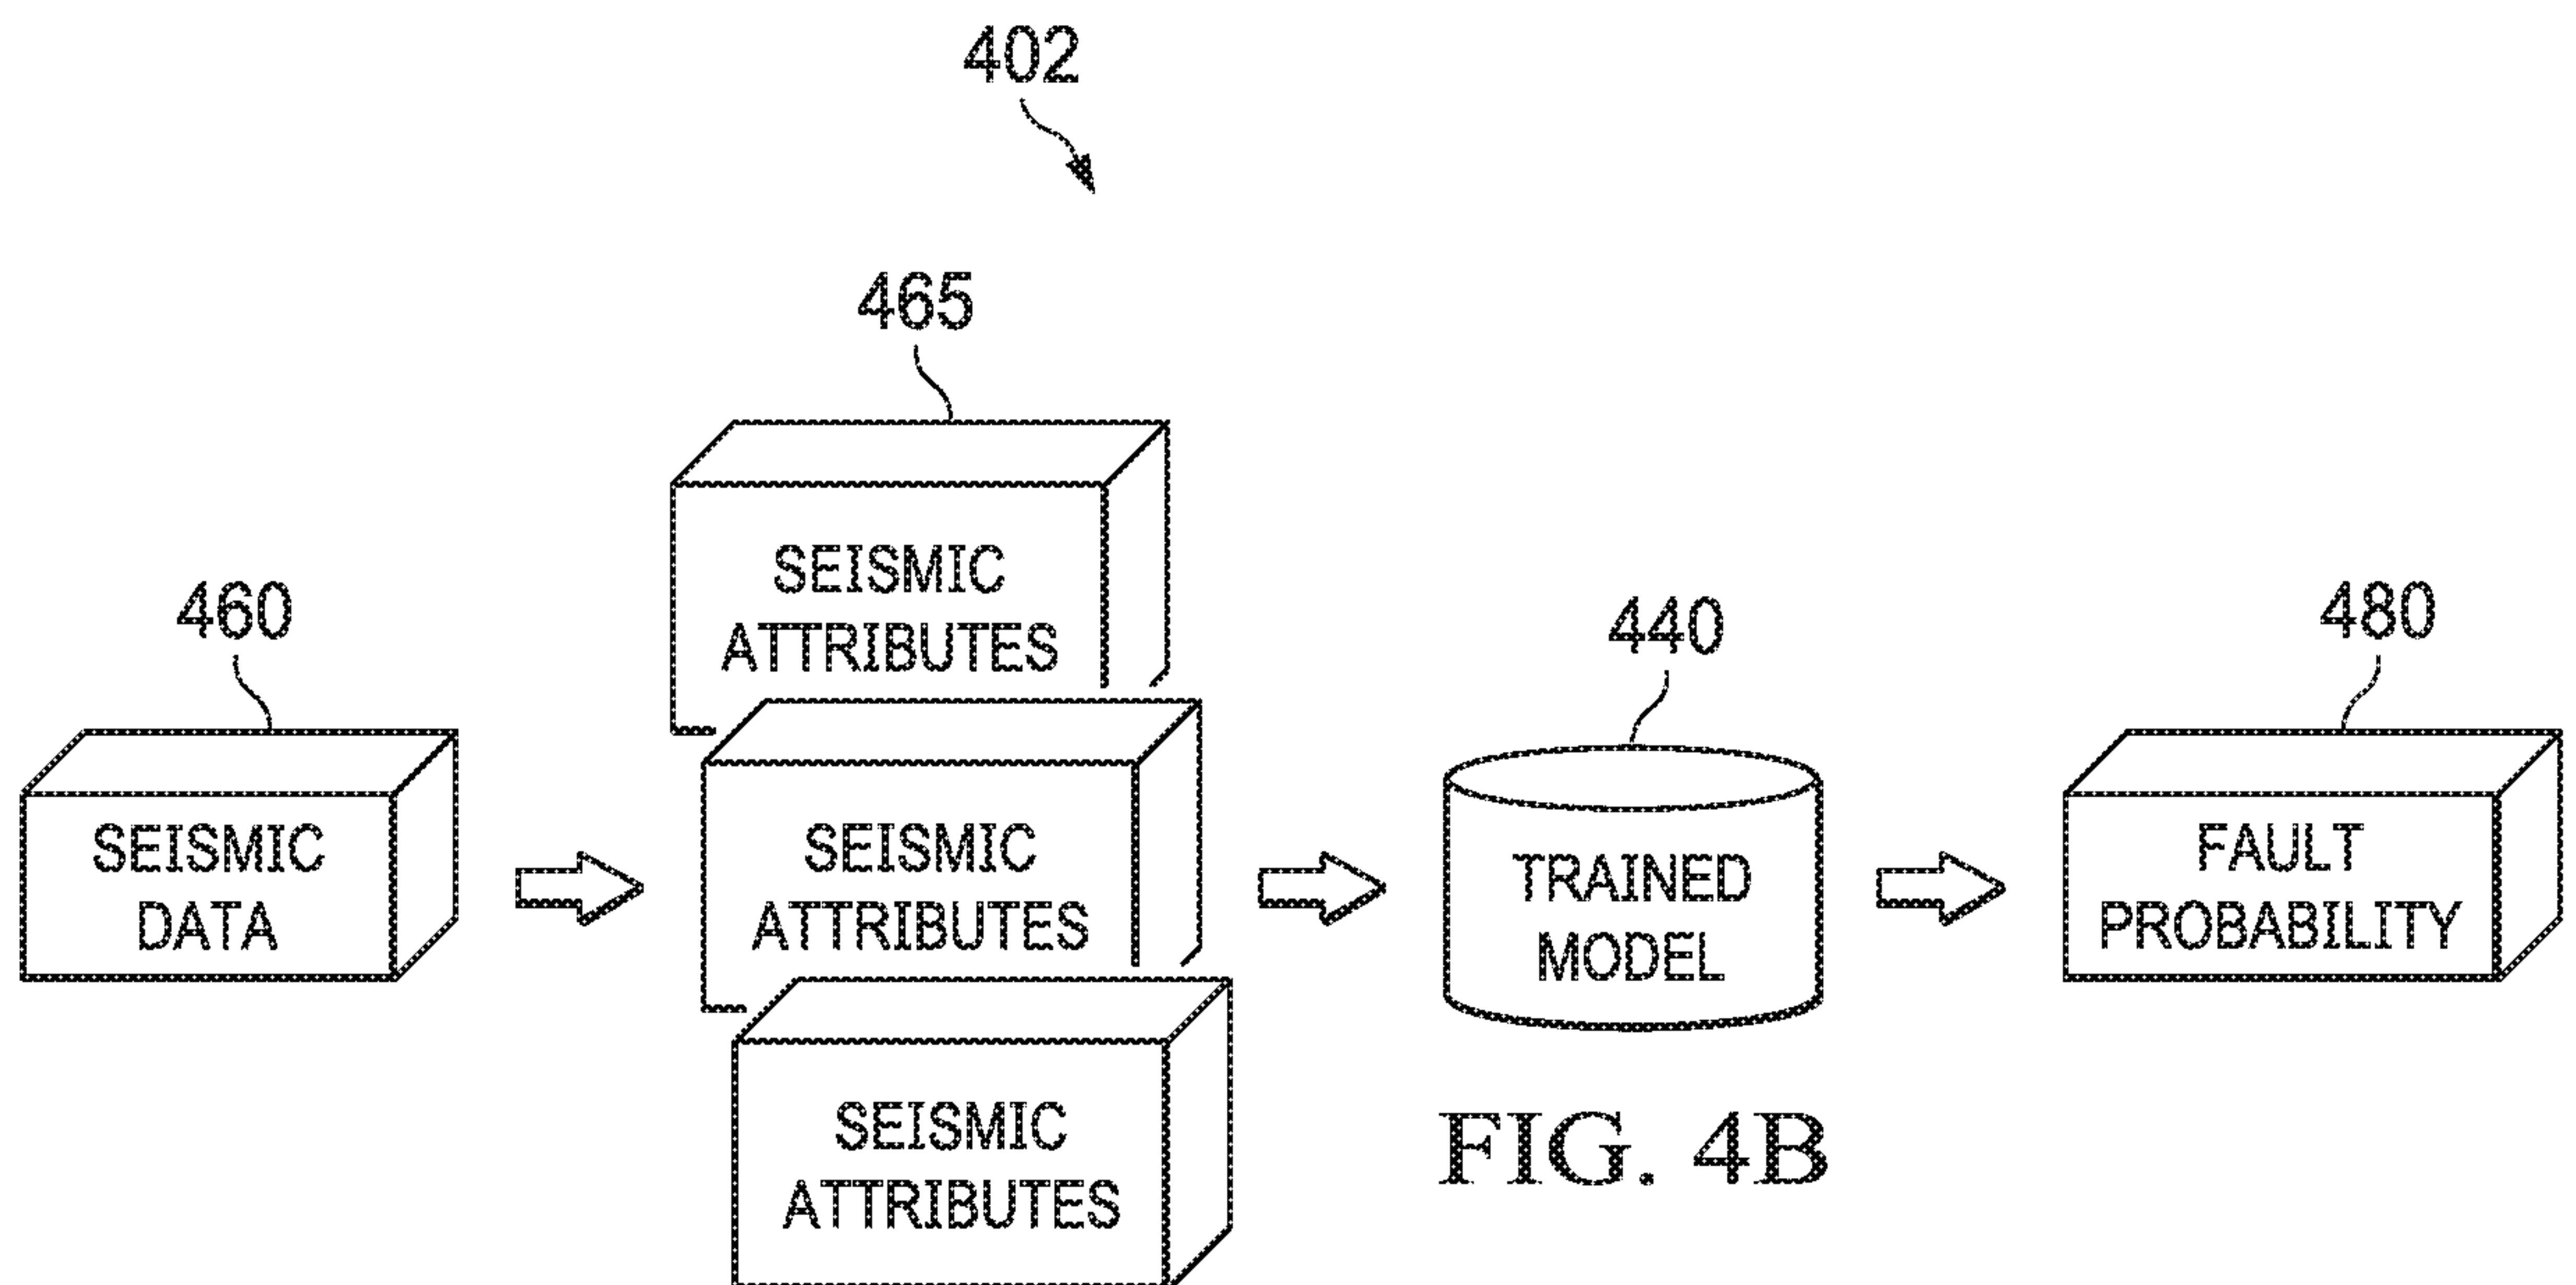 402
465
SEISMIC
ATTRIBUTES
460
SEISMIC
DATA
SEISMIC
ATTRIBUTES
SEISMIC
ATTRIBUTES
440
TRAINED
MODEL
480
FAULT
PROBABILITY
FIG. 4B